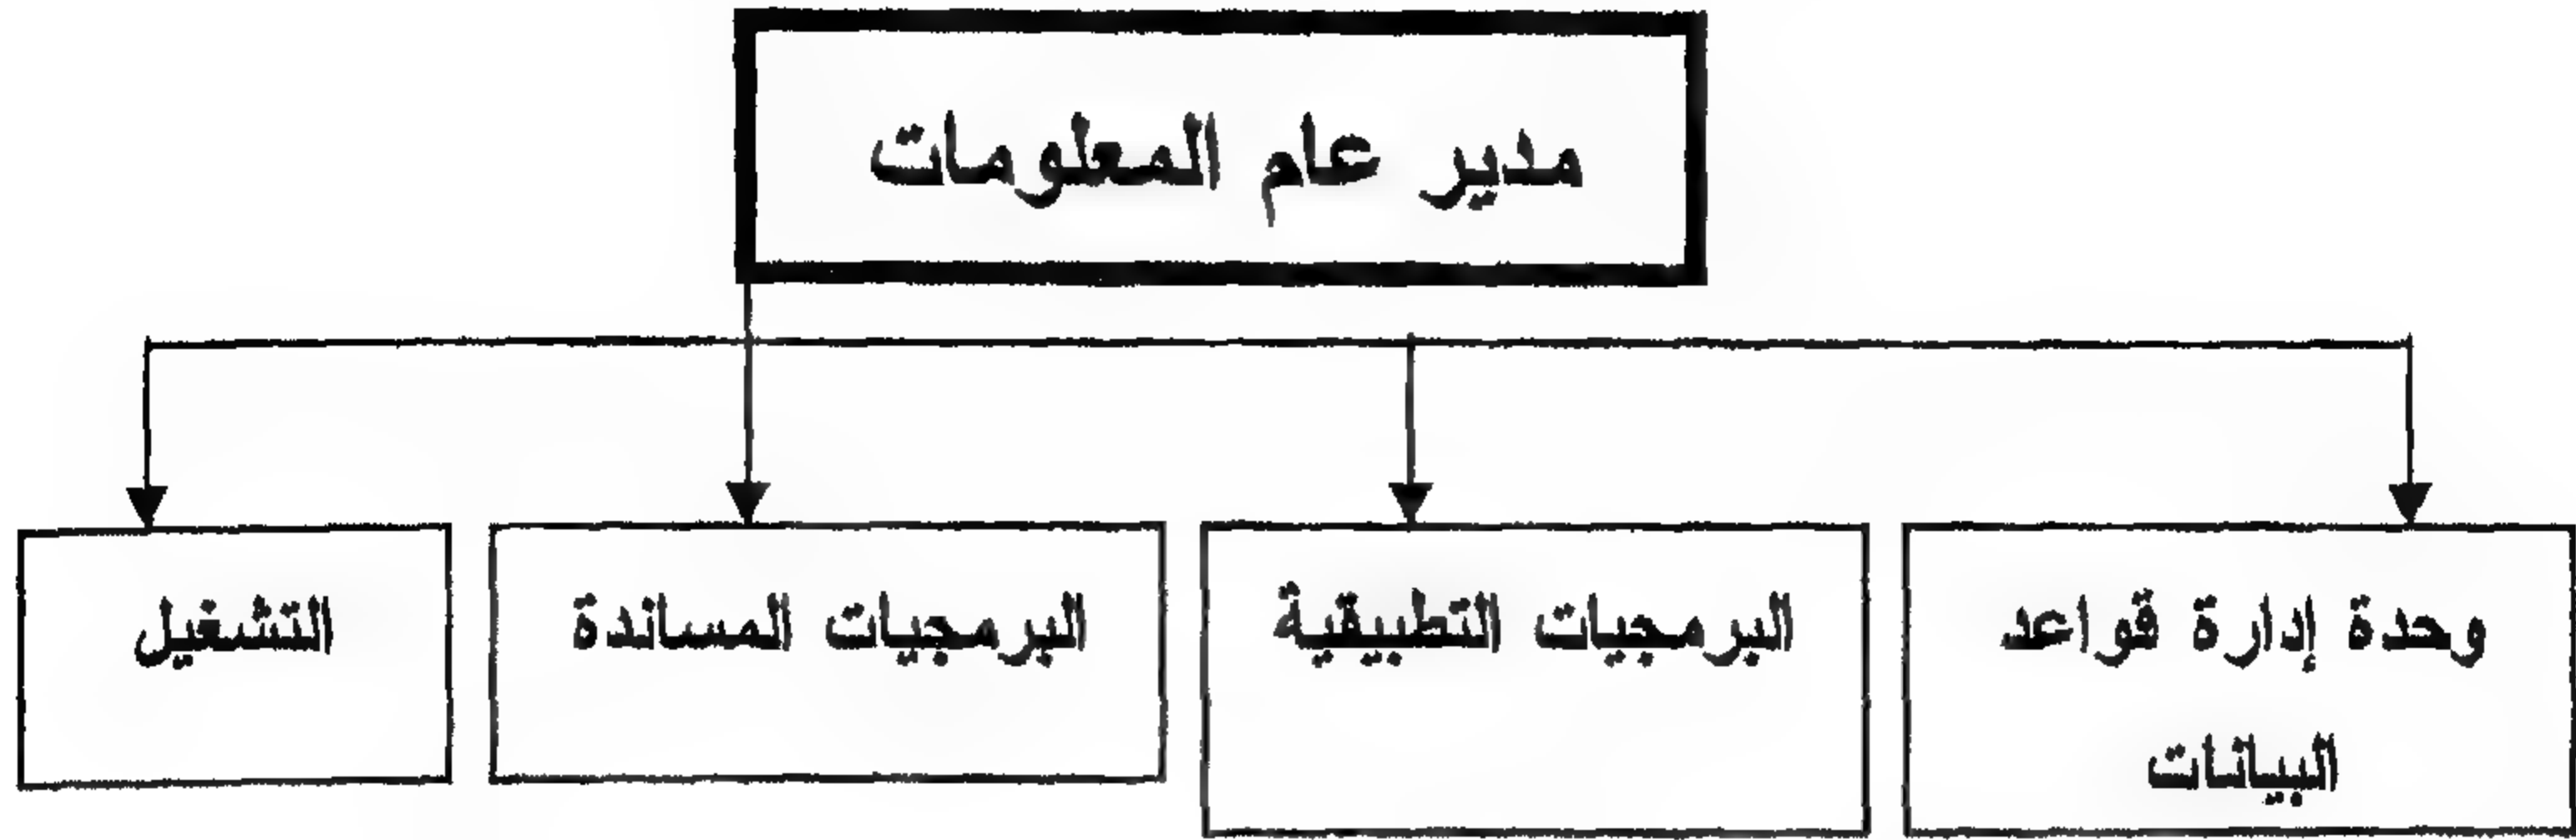 مدير عام المعلومات
وحدة إدارة قواعد
البيانات
البرمجيات التطبيقية
البرمجيات المساندة
التشغيل